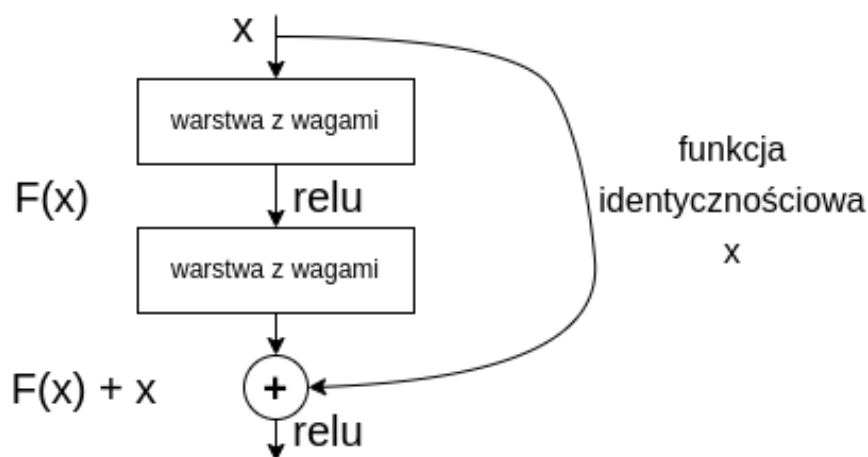 x
warstwa z wagami
F(x)
relu
funkcja
identycznościowa
x
warstwa z wagami
F(x) + x
+
relu